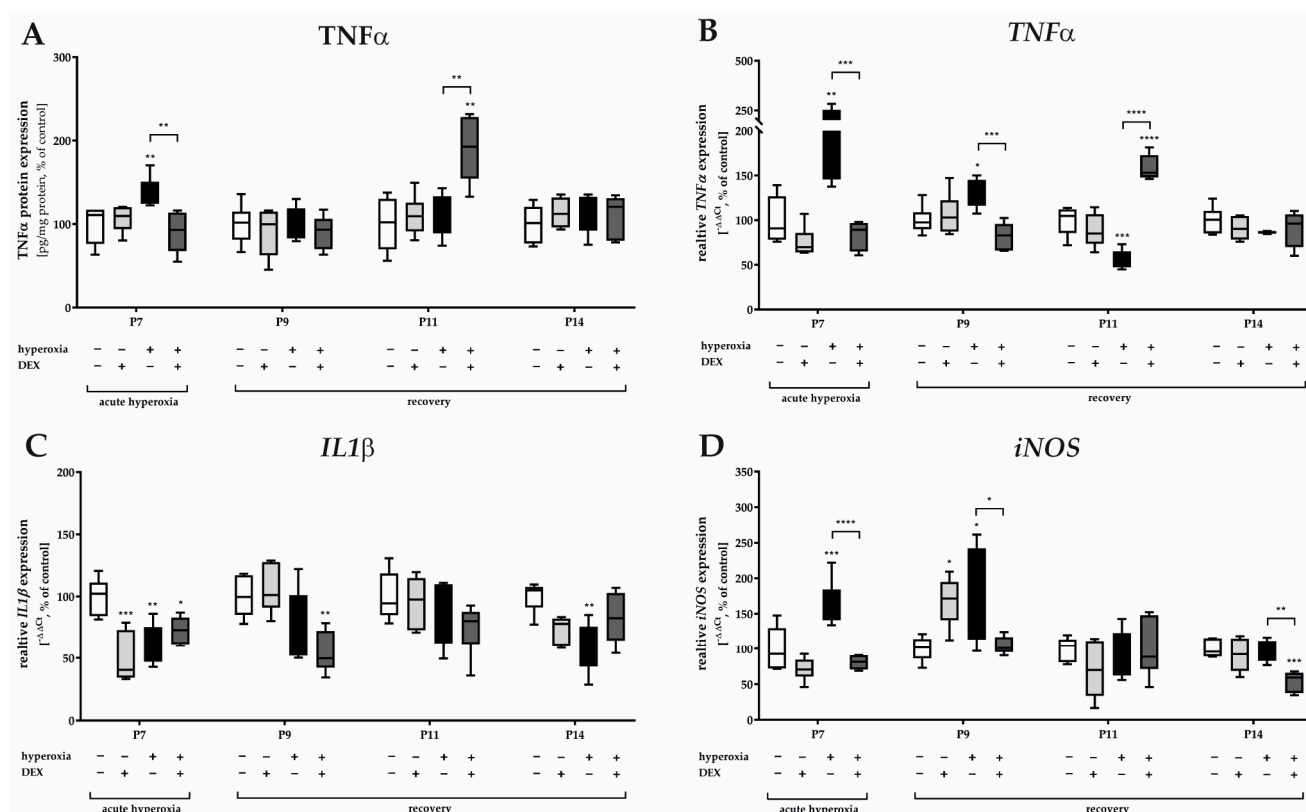 A
TNFα
TNFα protein expression
[pg/mg protein, % of control]
300
200
100
0
**
**
**
**
P7 P9 P11 P14
hyperoxia – – + + – – + + – – + + – – + +
DEX – + – + – + – + – + – + – + – +
acute hyperoxia recovery
B
TNFα
realtive TNFα expression
[-ΔΔCt, % of control]
500
250
200
150
100
50
0
**
***
*
***
***
****
****
P7 P9 P11 P14
– – + + – – + + – – + + – – + +
– + – + – + – + – + – + – + – +
acute hyperoxia recovery
C
IL1β
realtive IL1β expression
[-ΔΔCt, % of control]
200
150
100
50
0
***
**
*
**
**
P7 P9 P11 P14
hyperoxia – – + + – – + + – – + + – – + +
DEX – + – + – + – + – + – + – + – +
acute hyperoxia recovery
D
iNOS
realtive iNOS expression
[-ΔΔCt, % of control]
350
300
250
200
150
100
50
0
***
****
*
*
*
**
***
P7 P9 P11 P14
– – + + – – + + – – + + – – + +
– + – + – + – + – + – + – + – +
acute hyperoxia recovery